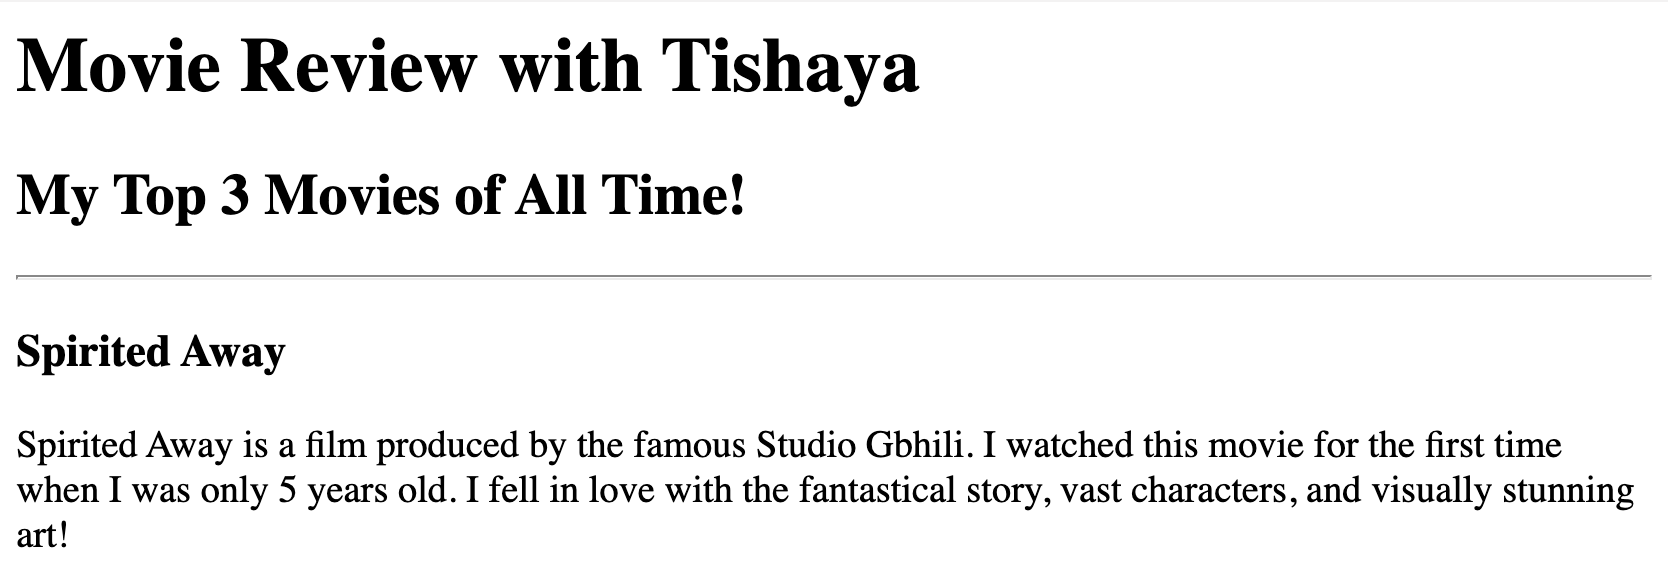 Movie Review with Tishaya
My Top 3 Movies of All Time!
Spirited Away
Spirited Away is a film produced by the famous Studio Gbhili. I watched this movie for the first time
when I was only 5 years old. I fell in love with the fantastical story, vast characters, and visually stunning
art!